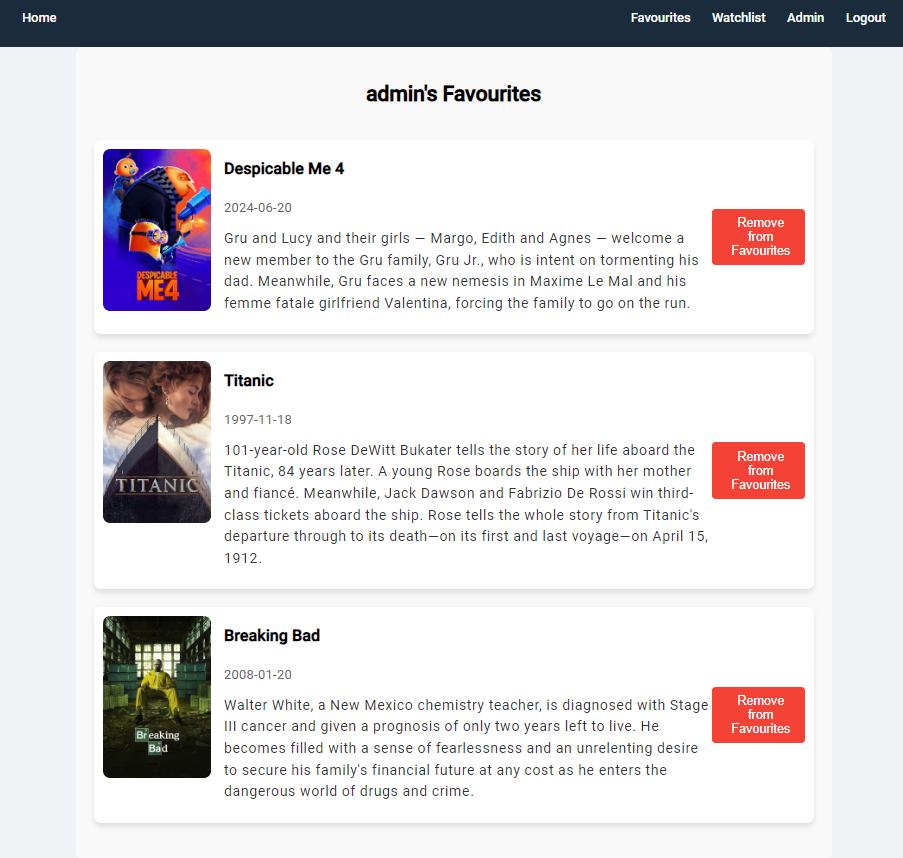 Home Favourites Watchlist Admin Logout
admin's Favourites
DESPICABLE
ME4
Despicable Me 4
2024-06-20
Gru and Lucy and their girls — Margo, Edith and Agnes — welcome a
new member to the Gru family, Gru Jr., who is intent on tormenting his
dad. Meanwhile, Gru faces a new nemesis in Maxime Le Mal and his
femme fatale girlfriend Valentina, forcing the family to go on the run.
Remove
from
Favourites
TITANIC
Titanic
1997-11-18
101-year-old Rose DeWitt Bukater tells the story of her life aboard the
Titanic, 84 years later. A young Rose boards the ship with her mother
and fiancé. Meanwhile, Jack Dawson and Fabrizio De Rossi win third-
class tickets aboard the ship. Rose tells the whole story from Titanic's
departure through to its death—on its first and last voyage—on April 15,
1912.
Remove
from
Favourites
Breaking
Bad
Breaking Bad
2008-01-20
Walter White, a New Mexico chemistry teacher, is diagnosed with Stage
III cancer and given a prognosis of only two years left to live. He
becomes filled with a sense of fearlessness and an unrelenting desire
to secure his family's financial future at any cost as he enters the
dangerous world of drugs and crime.
Remove
from
Favourites